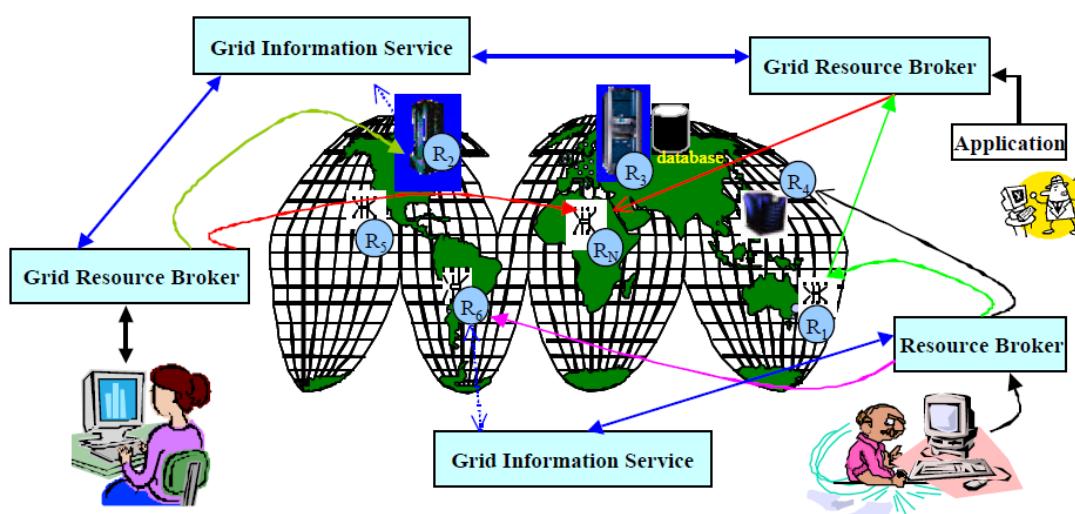 Grid Information Service
Grid Resource Broker
Application
R2
R3
database
R4
R5
RN
Grid Resource Broker
R6
R1
Resource Broker
Grid Information Service